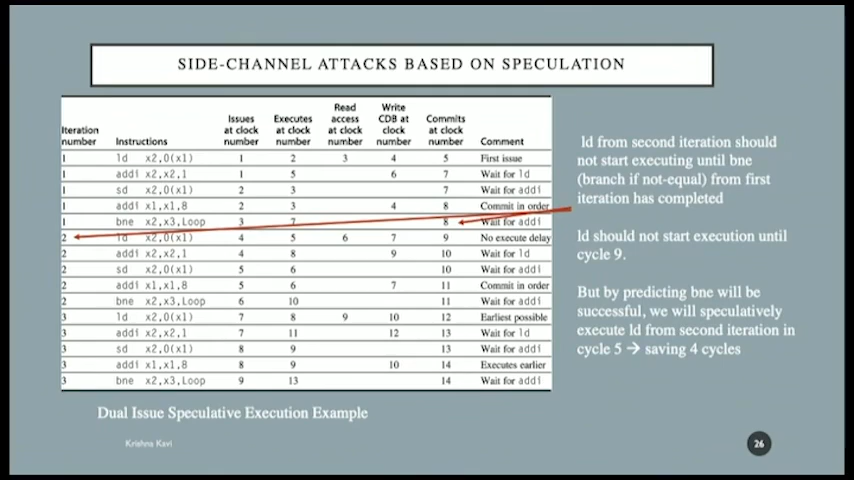 SIDE-CHANNEL ATTACKS BASED ON SPECULATION
Iteration number Instructions Issues at clock number Executes at clock number Read access at clock number Write CDB at clock number Commits at clock number Comment
1 ld x2,0(x1) 1 2 3 4 5 First issue
1 addi x2,x2,1 1 5 6 7 Wait for ld
1 sd x2,0(x1) 2 3 7 Wait for addi
1 addi x1,x1,8 2 3 4 8 Commit in order
1 bne x2,x3,Loop 3 7 8 Wait for addi
2 ld x2,0(x1) 4 5 6 7 9 No execute delay
2 addi x2,x2,1 4 8 9 10 Wait for ld
2 sd x2,0(x1) 5 6 10 Wait for addi
2 addi x1,x1,8 5 6 7 11 Commit in order
2 bne x2,x3,Loop 6 10 11 Wait for addi
3 ld x2,0(x1) 7 8 9 10 12 Earliest possible
3 addi x2,x2,1 7 11 12 13 Wait for ld
3 sd x2,0(x1) 8 9 13 Wait for addi
3 addi x1,x1,8 8 9 10 14 Executes earlier
3 bne x2,x3,Loop 9 13 14 Wait for addi
ld from second iteration should
not start executing until bne
(branch if not-equal) from first
iteration has completed
ld should not start execution until
cycle 9.
But by predicting bne will be
successful, we will speculatively
execute ld from second iteration in
cycle 5 → saving 4 cycles
Dual Issue Speculative Execution Example
Krishna Kavi
26